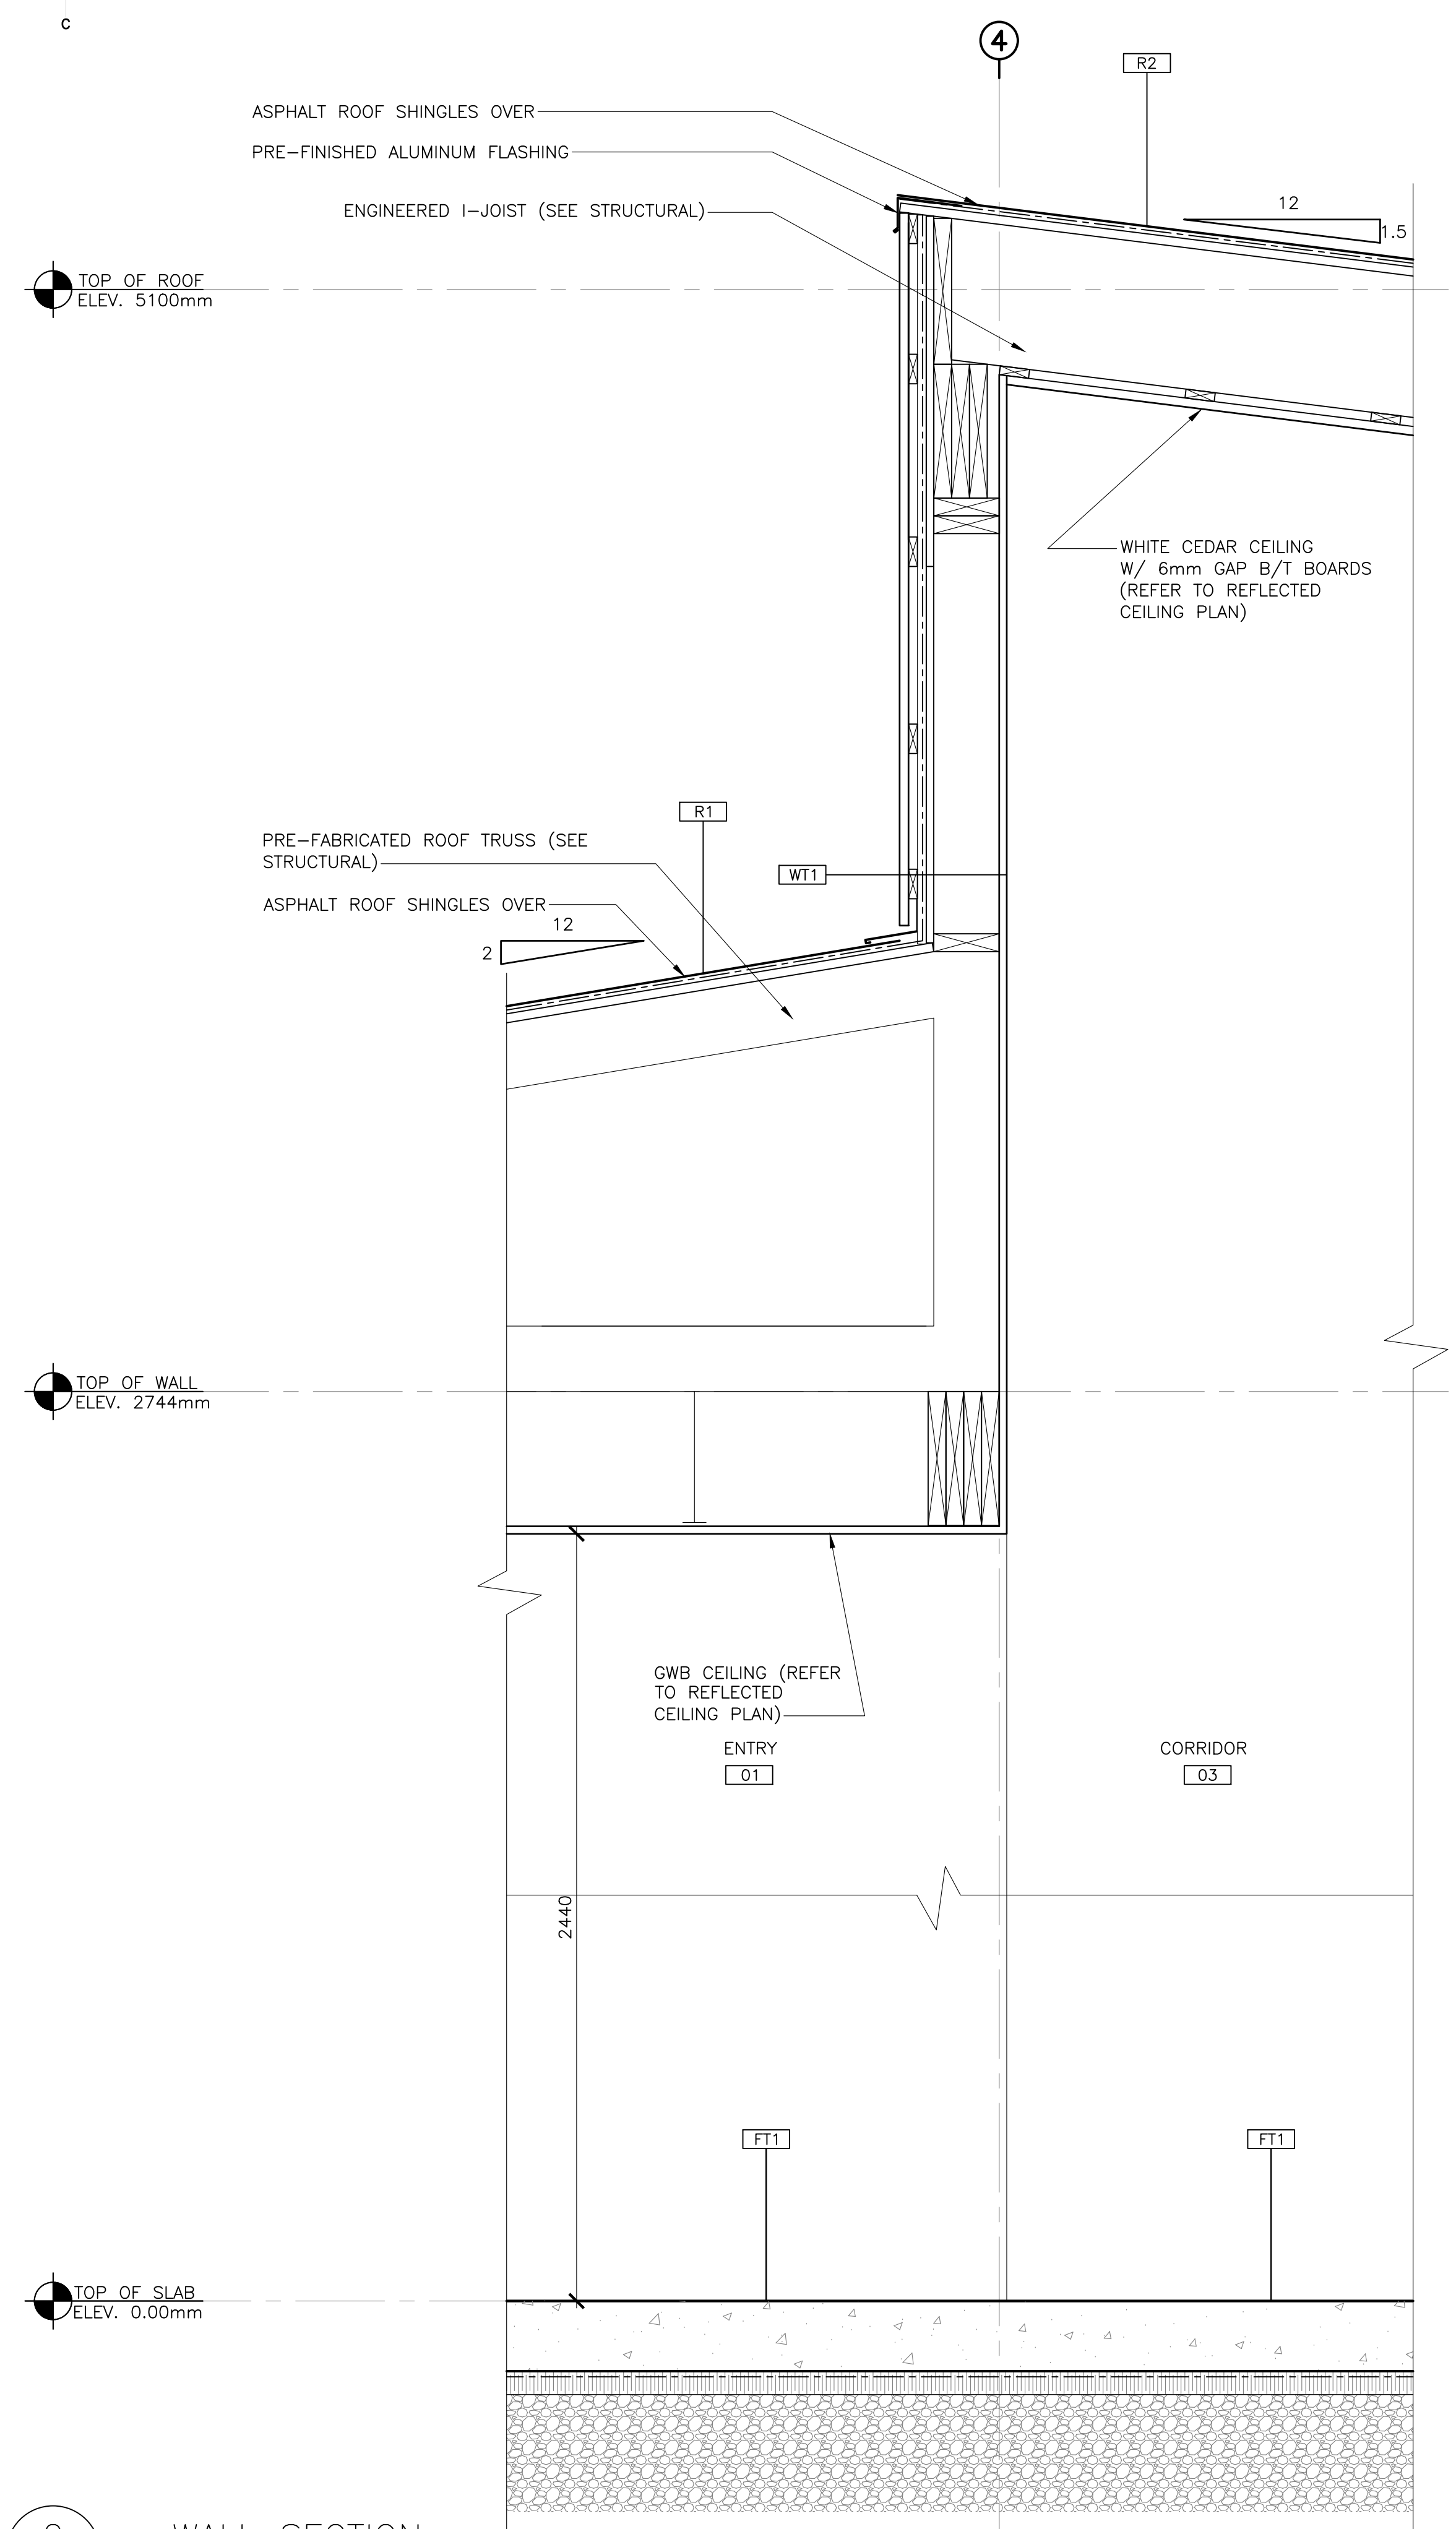 c
4
R2
ASPHALT ROOF SHINGLES OVER
PRE-FINISHED ALUMINUM FLASHING
ENGINEERED I-JOIST (SEE STRUCTURAL)
12
1.5
TOP OF ROOF
ELEV. 5100mm
WHITE CEDAR CEILING
W/ 6mm GAP B/T BOARDS
(REFER TO REFLECTED
CEILING PLAN)
R1
PRE-FABRICATED ROOF TRUSS (SEE
STRUCTURAL)
WT1
ASPHALT ROOF SHINGLES OVER
12
2
TOP OF WALL
ELEV. 2744mm
GWB CEILING (REFER
TO REFLECTED
CEILING PLAN)
ENTRY
01
CORRIDOR
03
2440
FT1
FT1
TOP OF SLAB
ELEV. 0.00mm
WALL SECTION